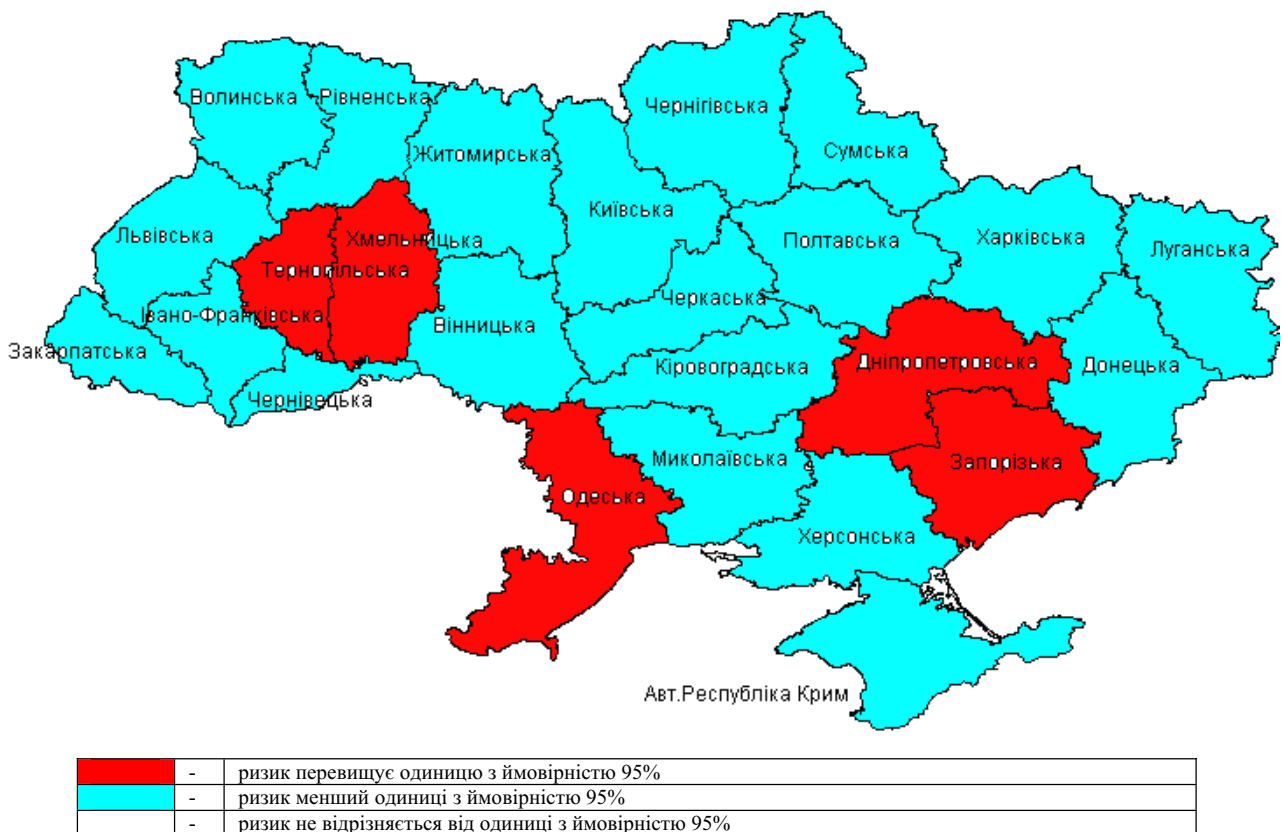 Волинська
Рівненська
Чернігівська
Житомирська
Сумська
Київська
Львівська
Хмельницька
Полтавська
Харківська
Луганська
Тернопільська
Черкаська
Івано-Франківська
Вінницька
Закарпатська
Кіровоградська
Дніпропетровська
Донецька
Чернівецька
Миколаївська
Запорізька
Одеська
Херсонська
Авт.Республіка Крим
- ризик перевищує одиницю з ймовірністю 95%
- ризик менший одиниці з ймовірністю 95%
- ризик не відрізняється від одиниці з ймовірністю 95%